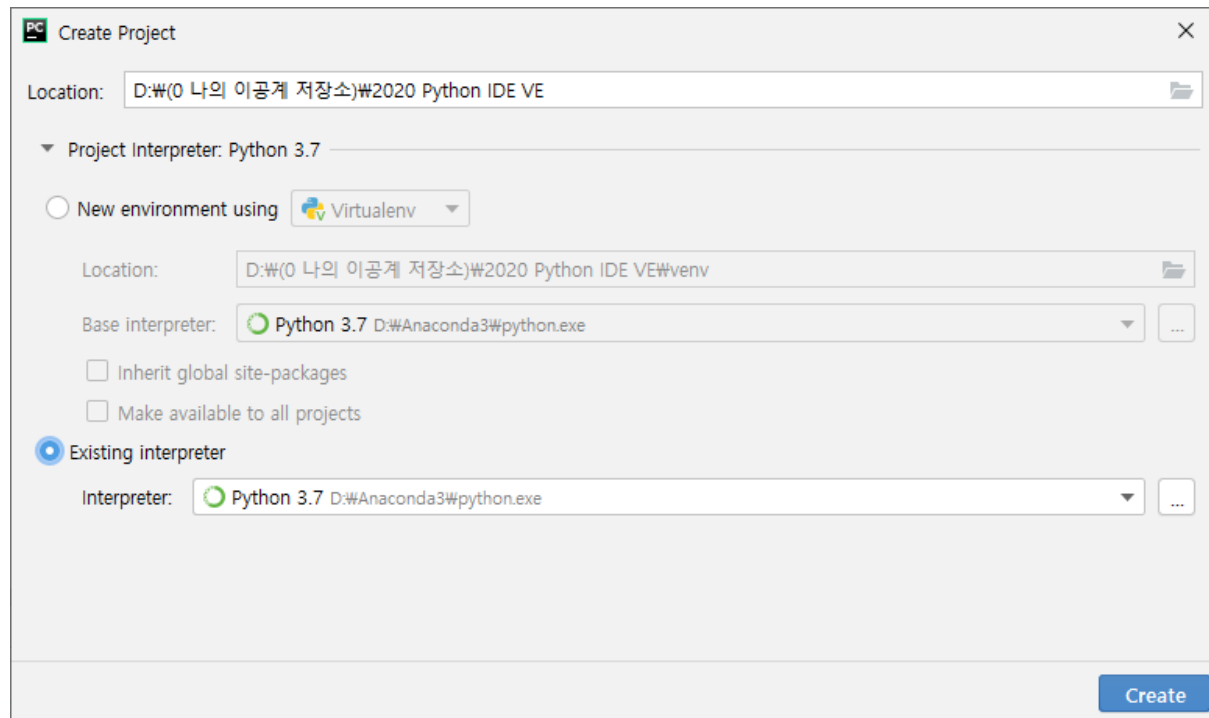 PC Create Project
Location: D:₩(0 나의 이공계 저장소)₩2020 Python IDE VE
Project Interpreter: Python 3.7
New environment using Virtualenv
Location: D:₩(0 나의 이공계 저장소)₩2020 Python IDE VE₩venv
Base interpreter: Python 3.7 D:₩Anaconda3₩python.exe ...
Inherit global site-packages
Make available to all projects
Existing interpreter
Interpreter: Python 3.7 D:₩Anaconda3₩python.exe ...
Create